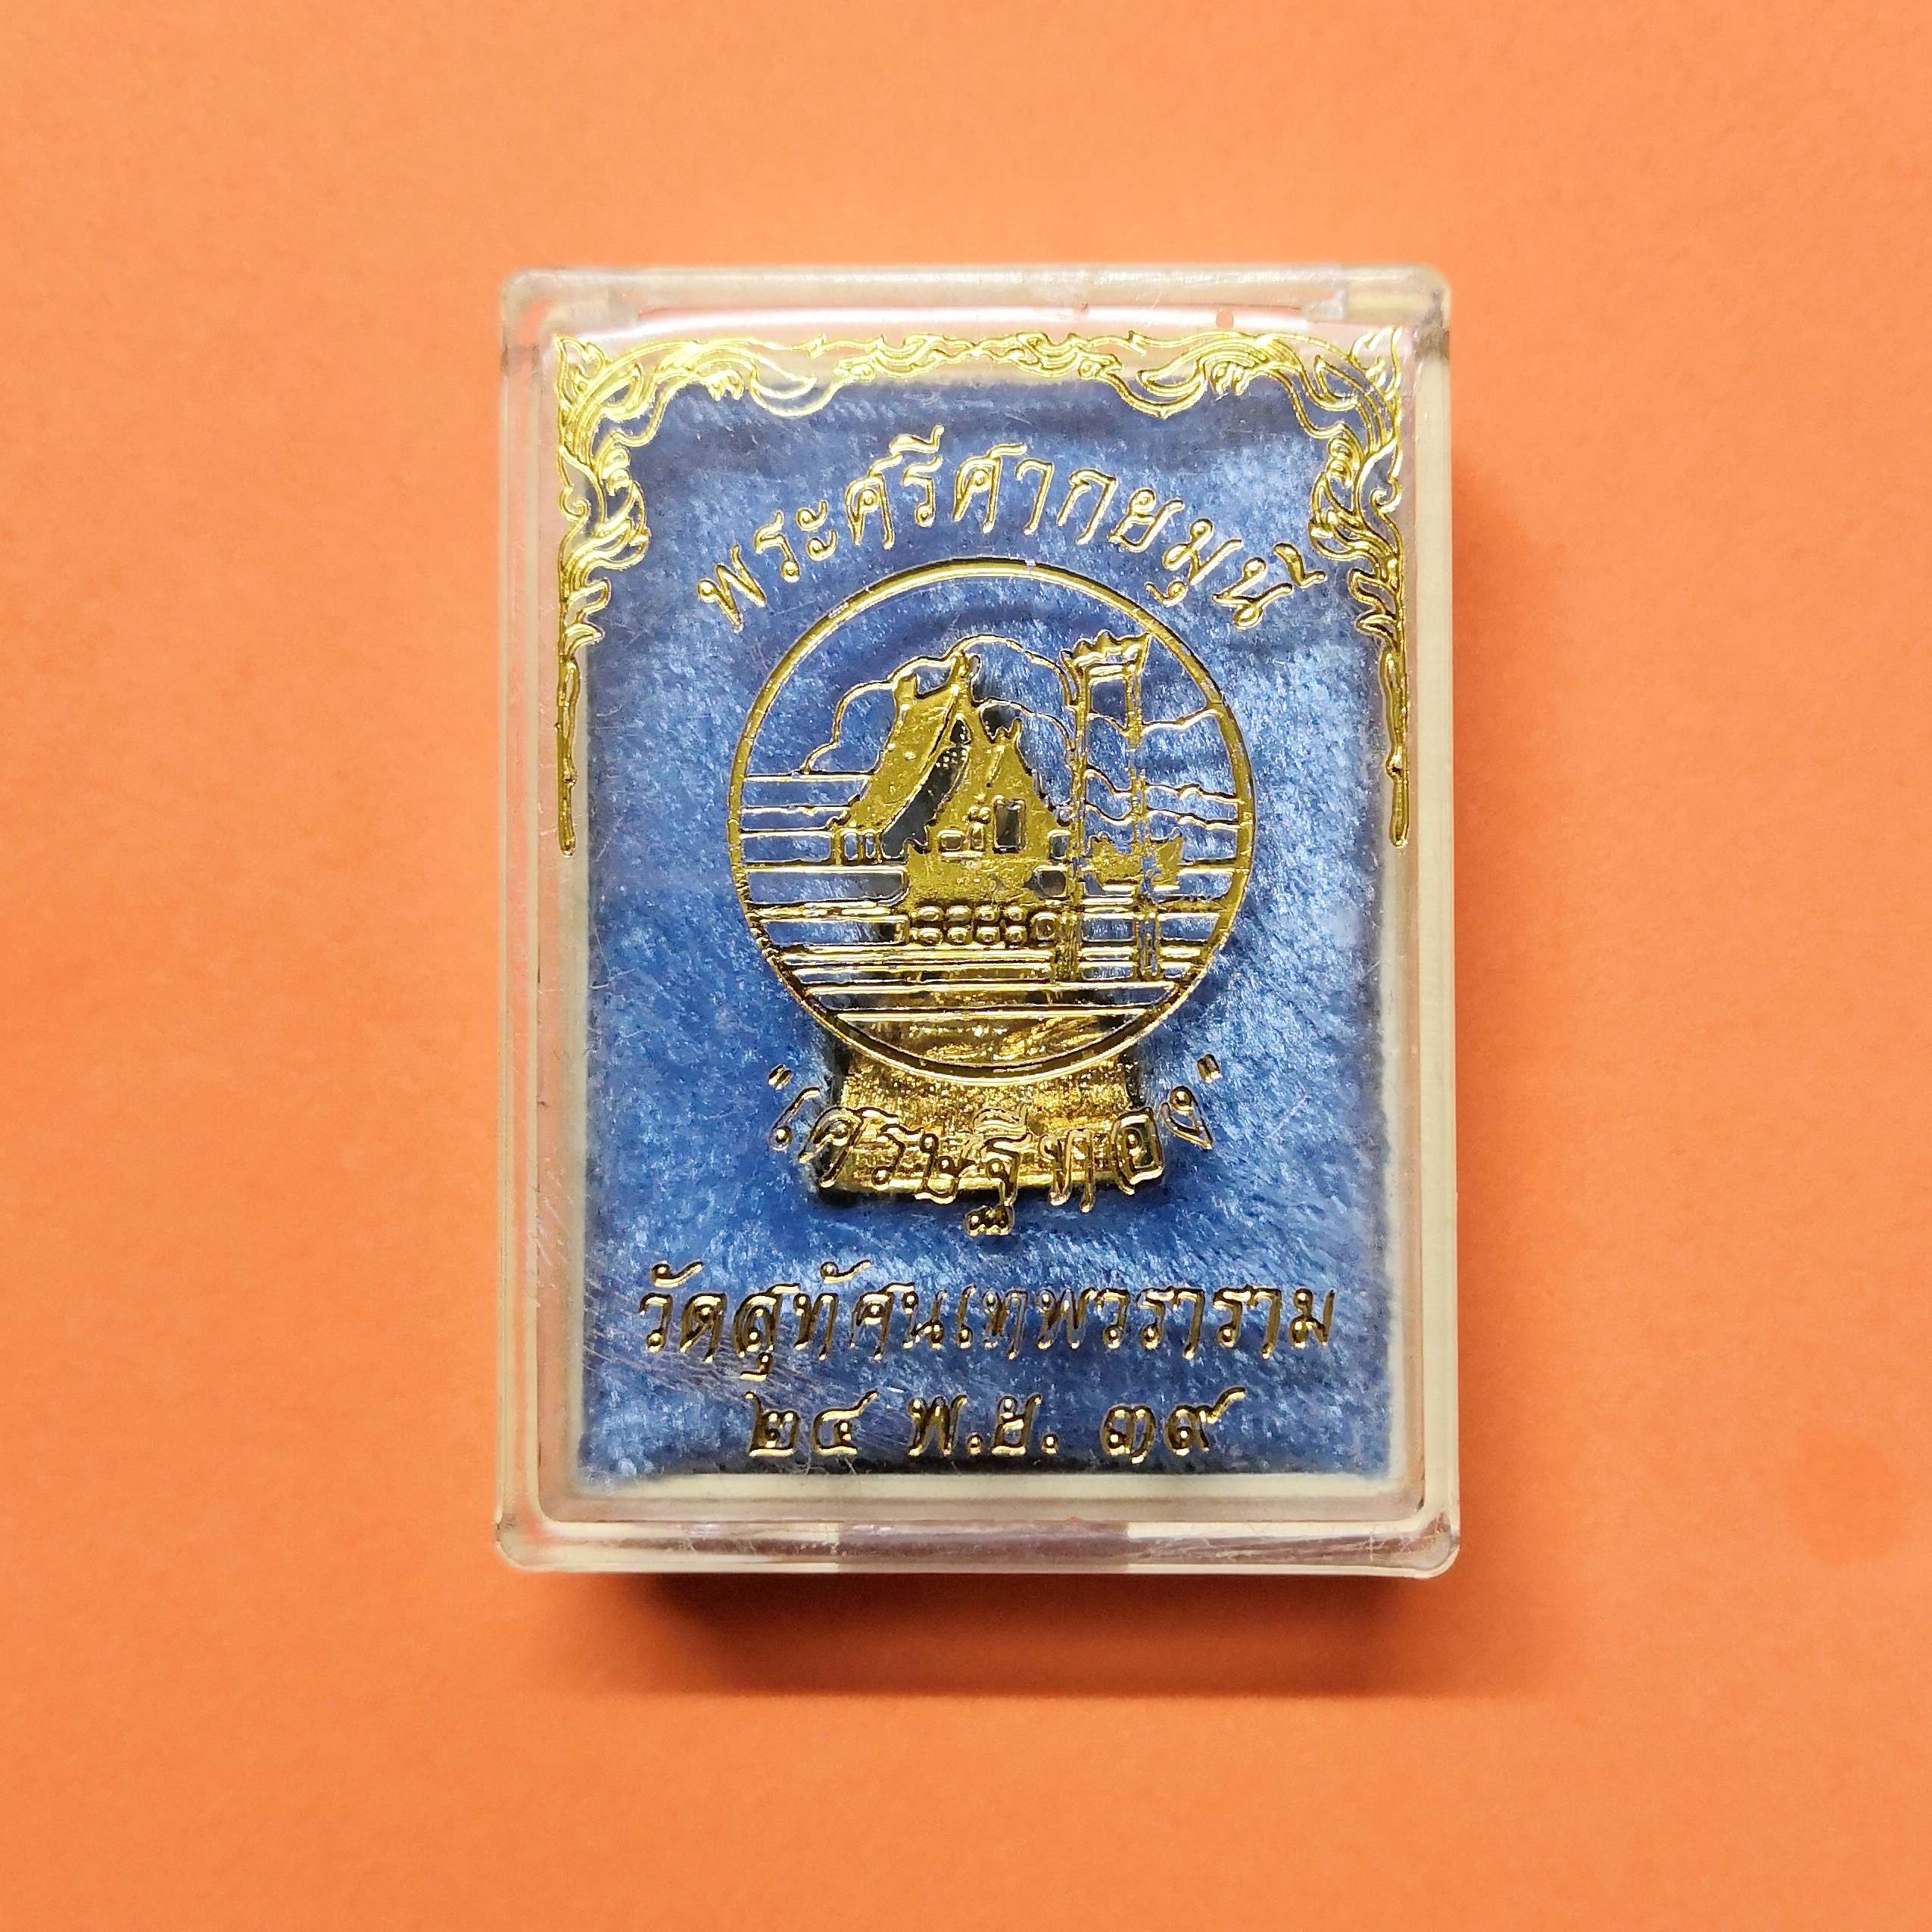 พระศรีศากยมุนี
"เศรษฐีทอง"
วัดสุทัศนเทพวราราม
๒๔ พ.ย. ๓๙